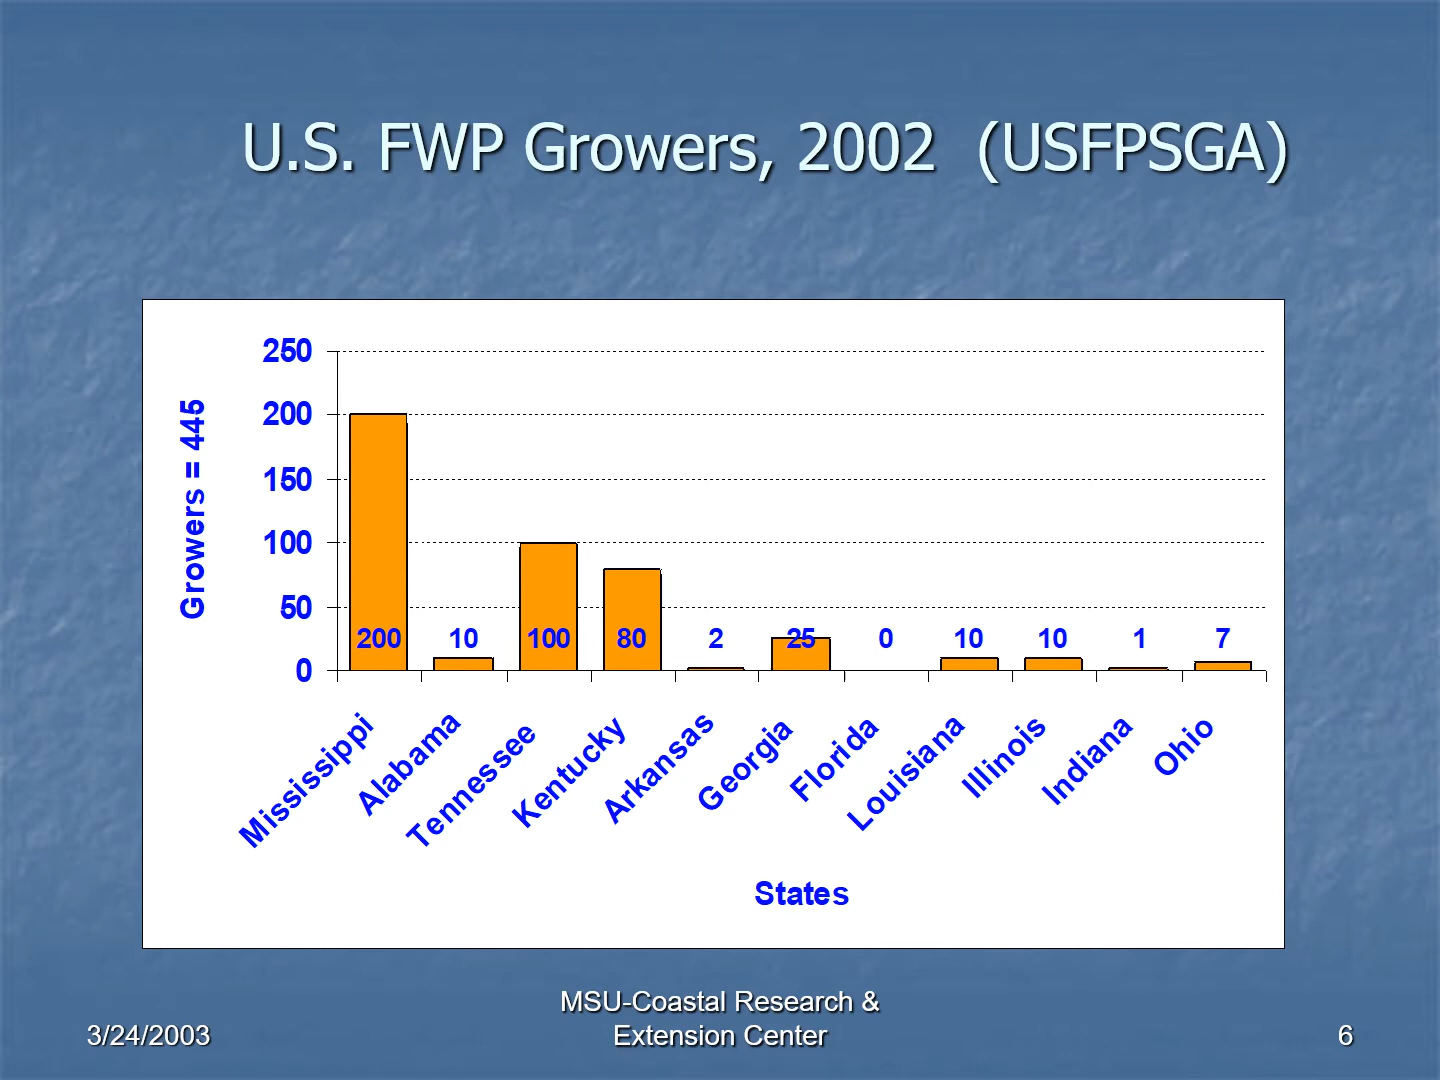 U.S. FWP Growers, 2002 (USFPSGA)
Growers = 445
250
200
150
100
50
0
200 10 100 80 2 25 0 10 10 1 7
Mississippi
Alabama
Tennessee
Kentucky
Arkansas
Georgia
Florida
Louisiana
Illinois
Indiana
Ohio
States
3/24/2003
MSU-Coastal Research &
Extension Center
6